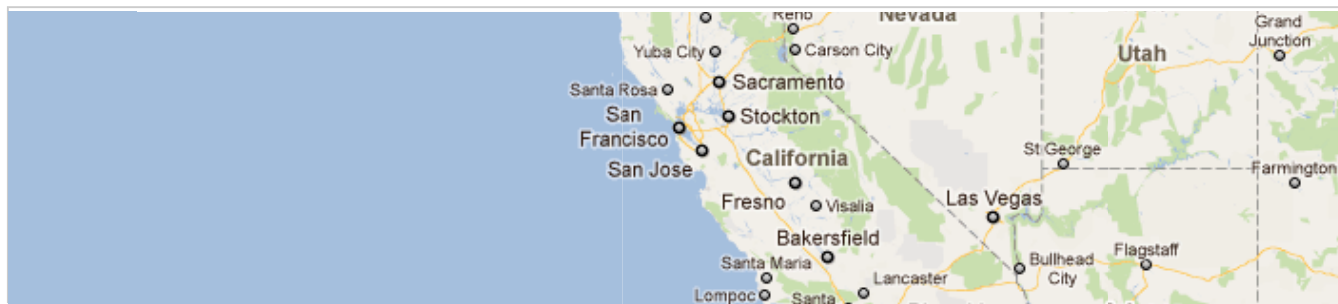 Reno
Nevada
Grand
Junction
Yuba City
Carson City
Utah
Sacramento
Santa Rosa
San
Francisco
Stockton
San Jose
California
St George
Farmington
Fresno
Visalia
Las Vegas
Bakersfield
Santa Maria
Bullhead
City
Flagstaff
Lancaster
Lompoc
Santa